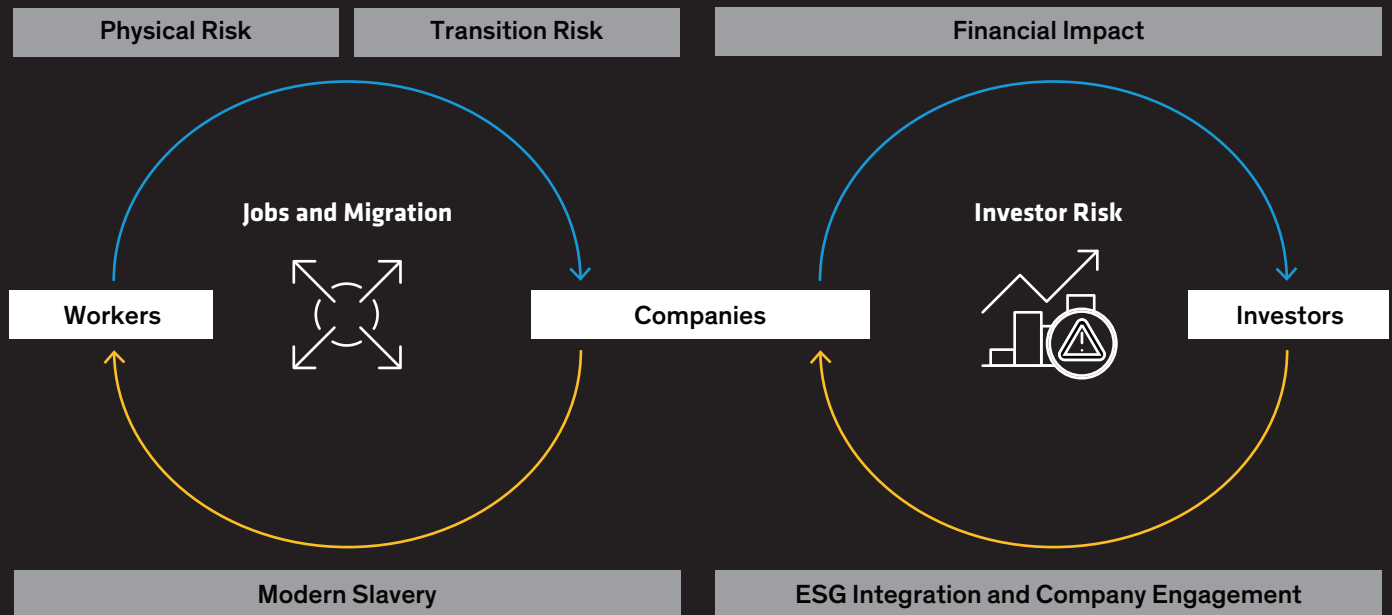 Physical Risk
Transition Risk
Financial Impact
Jobs and Migration
Investor Risk
Workers
Companies
Investors
Modern Slavery
ESG Integration and Company Engagement